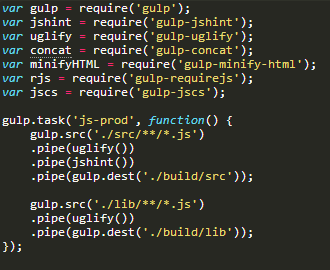 var gulp = require('gulp');
var jshint = require('gulp-jshint');
var uglify = require('gulp-uglify');
var concat = require('gulp-concat');
var minifyHTML = require('gulp-minify-html');
var rjs = require('gulp-requirejs');
var jscs = require('gulp-jscs');
gulp.task('js-prod', function() {
gulp.src('./src/**/*.js')
.pipe(uglify())
.pipe(jshint())
.pipe(gulp.dest('./build/src'));
gulp.src('./lib/**/*.js')
.pipe(uglify())
.pipe(gulp.dest('./build/lib'));
});